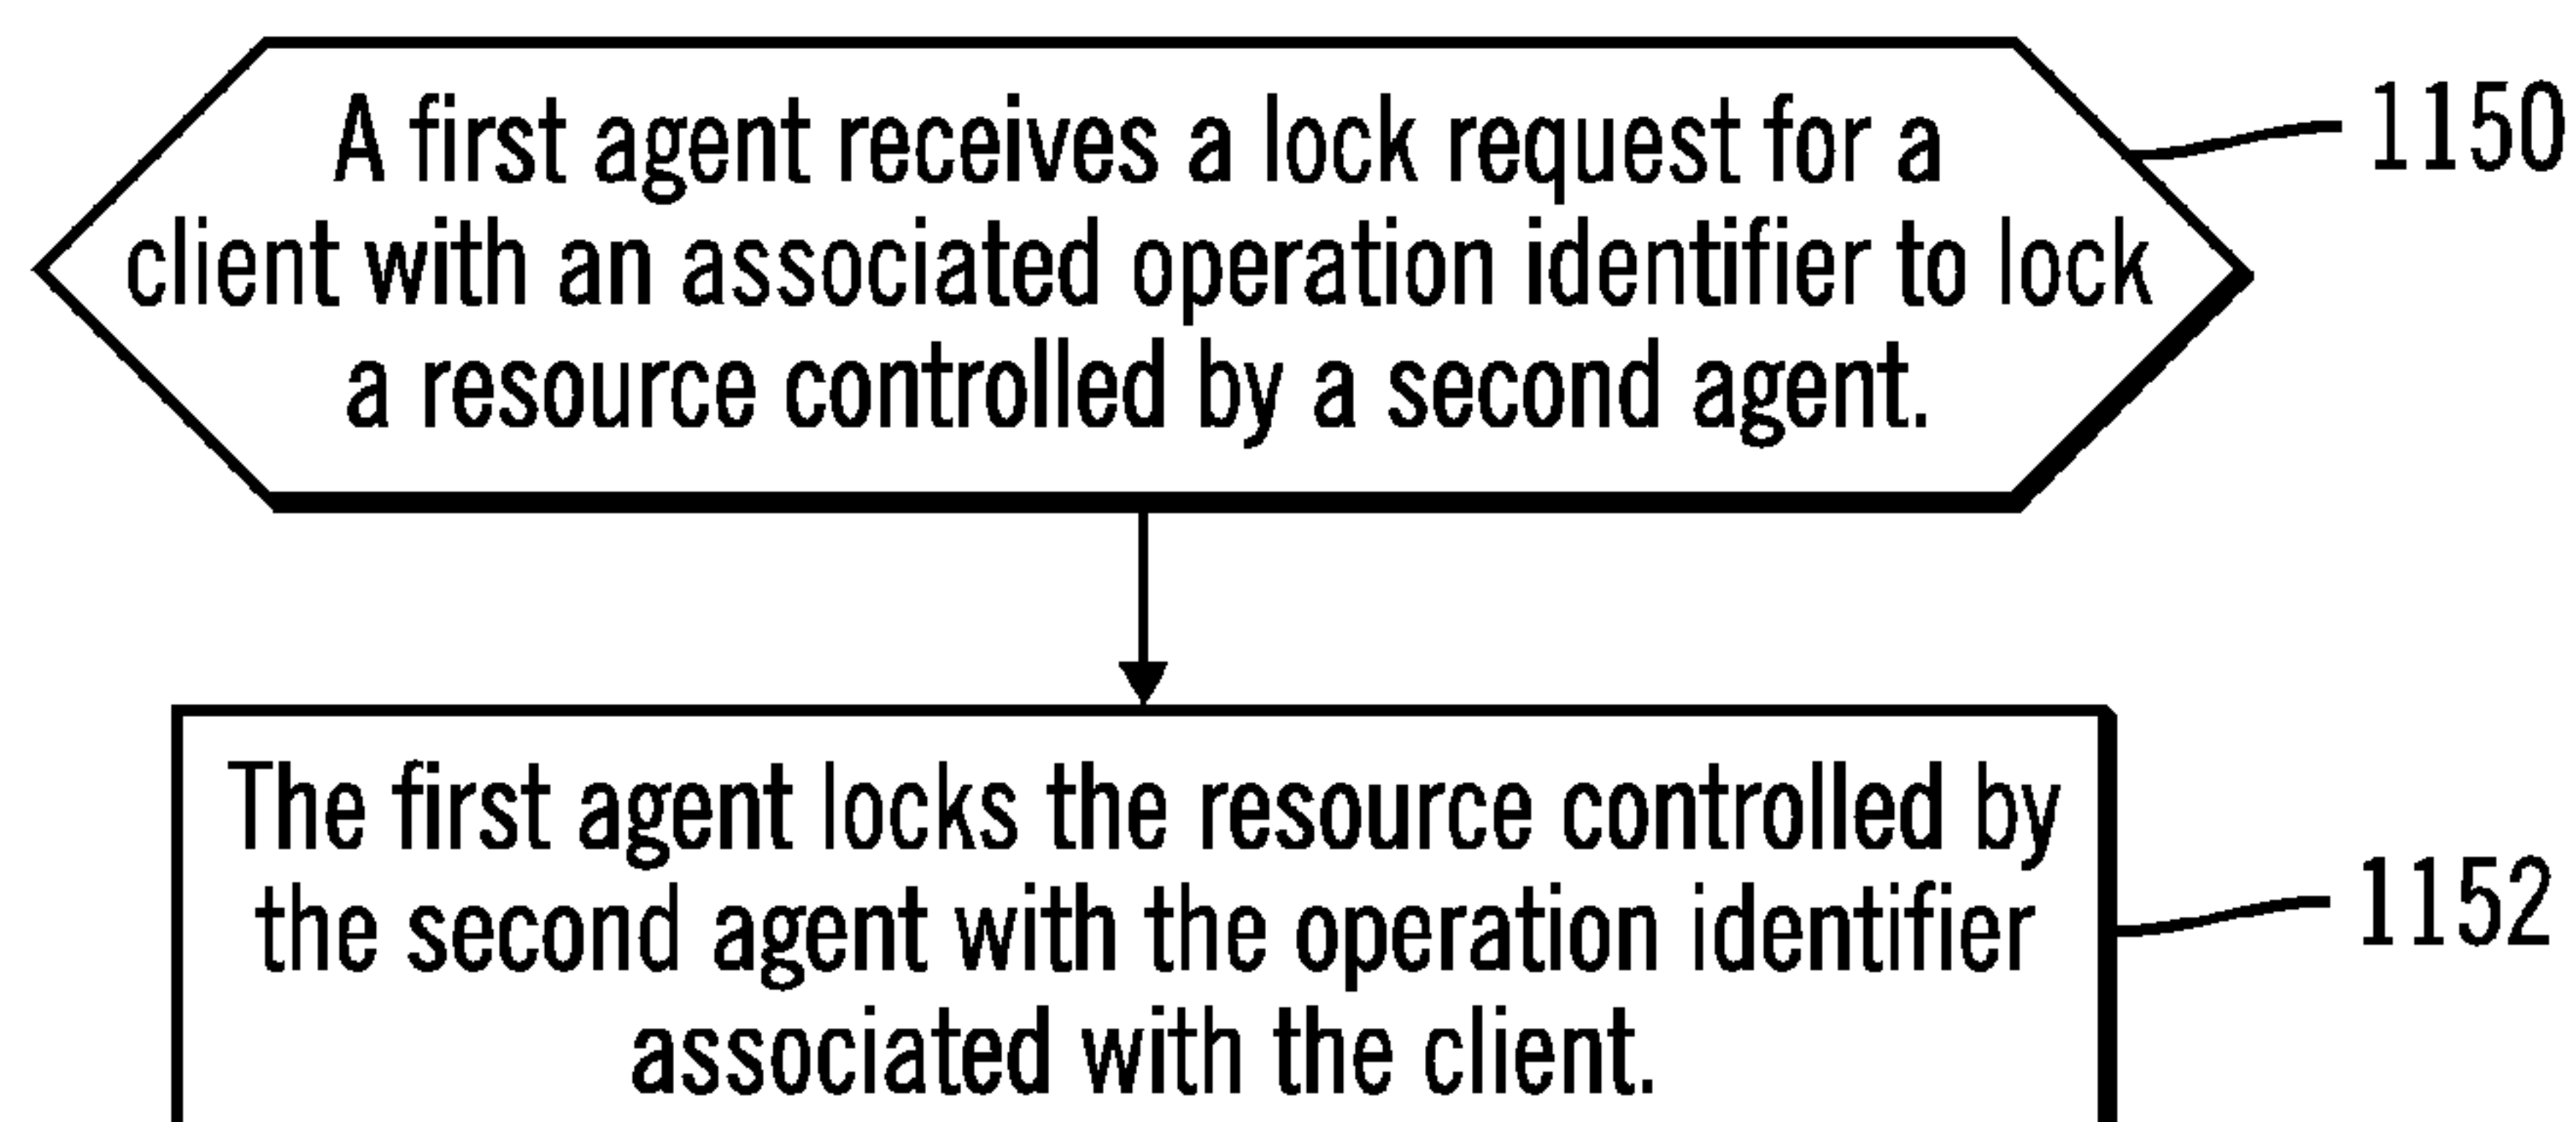 A first agent receives a lock request for a
client with an associated operation identifier to lock
a resource controlled by a second agent.
1150
The first agent locks the resource controlled by
the second agent with the operation identifier
associated with the client.
1152